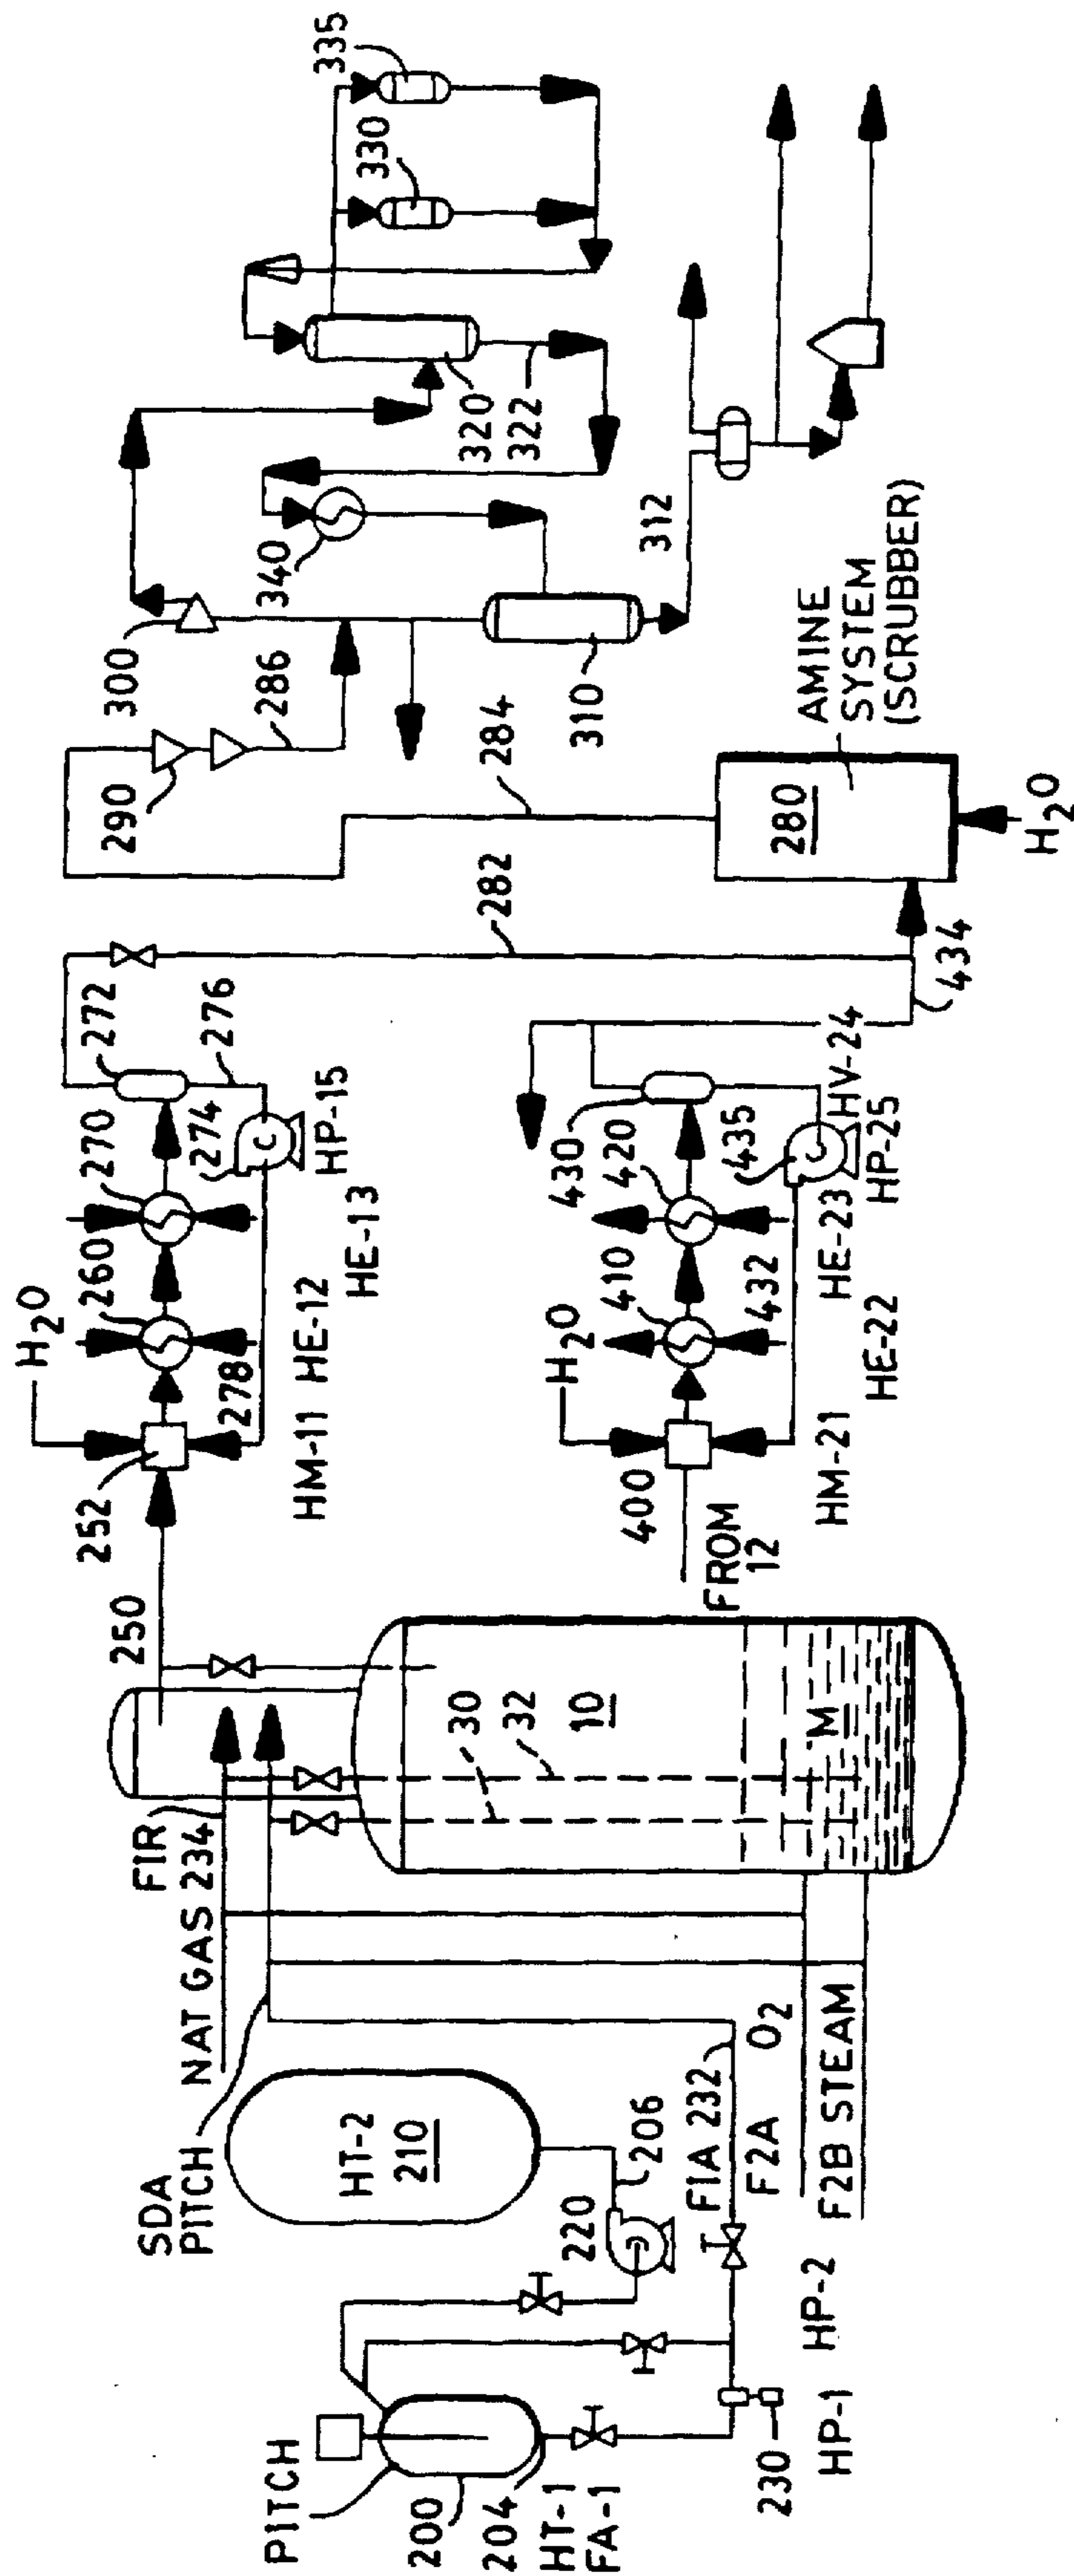 PITCH
200
204
HT-1
FA-1
230
HP-1
HP-2
220
206
HT-2
210
SDA
PITCH
NAT GAS 234
FIR
F1A 232
F2A
O2
F2B STEAM
30
32
10
M
250
252
H2O
260
270
272
278
274
276
HM-11
HE-12
HE-13
HP-15
282
284
286
290
300
FROM
12
400
H2O
410
420
430
432
435
434
HM-21
HE-22
HE-23
HP-25
HV-24
280
H2O
AMINE
SYSTEM
(SCRUBBER)
310
312
340
320
322
330
335